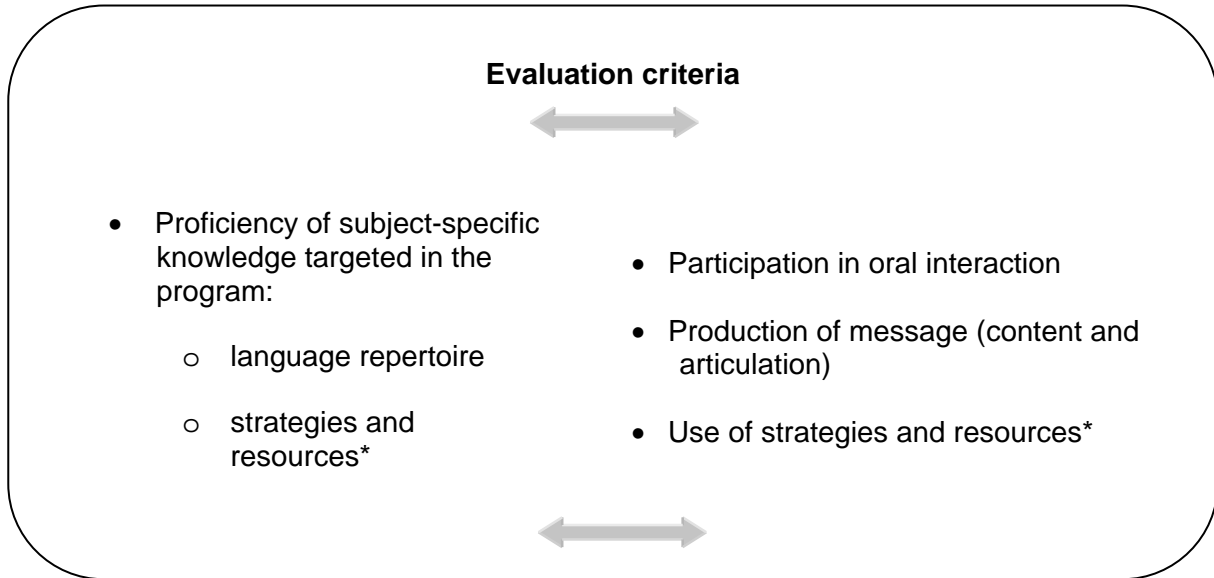 Evaluation criteria
• Proficiency of subject-specific
knowledge targeted in the
program:
o language repertoire
o strategies and
resources*
• Participation in oral interaction
• Production of message (content and
articulation)
• Use of strategies and resources*